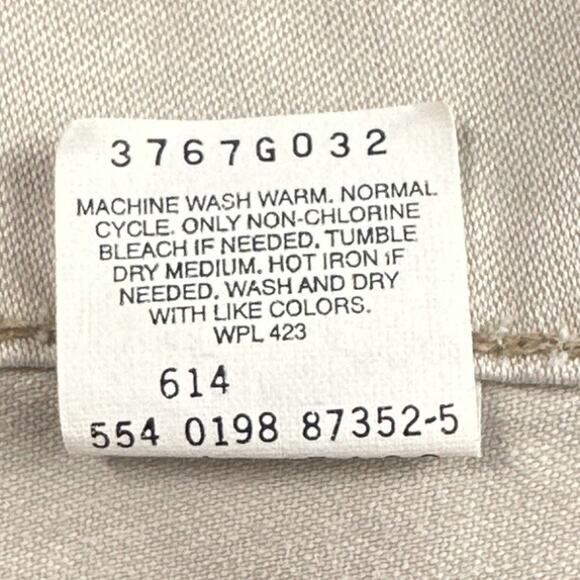 3767G032
MACHINE WASH WARM. NORMAL
CYCLE. ONLY NON-CHLORINE
BLEACH IF NEEDED. TUMBLE
DRY MEDIUM. HOT IRON IF
NEEDED. WASH AND DRY
WITH LIKE COLORS.
WPL 423
614
554 0198 87352-5